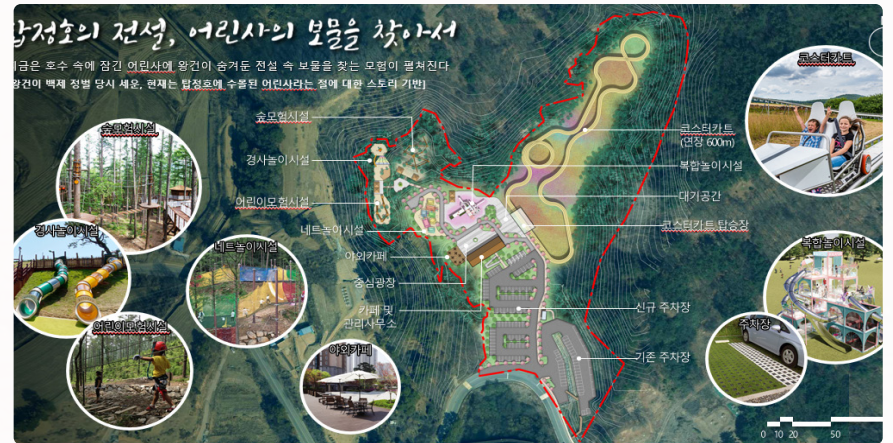 탑정호의 전설, 어린사의 보물을 찾아서
지금은 호수 속에 잠긴 어린사에 왕건이 숨겨둔 전설 속 보물을 찾는 모험이 펼쳐진다
왕건이 백제 정벌 당시 세운, 현재는 탑정호에 수몰된 어린사라는 절에 대한 스토리 기반]
숲모험시설
경사놀이시설
어린이모험시설
네트놀이시설
야외카페
중심광장
카페 및
관리사무소
코스터카트
(연장 600m)
복합놀이시설
대기공간
코스터카트 탑승장
신규 주차장
기존 주차장
숲모험시설
경사놀이시설
네트놀이시설
어린이모험시설
야외카페
코스터카트
복합놀이시설
주차장
0 10 20 50